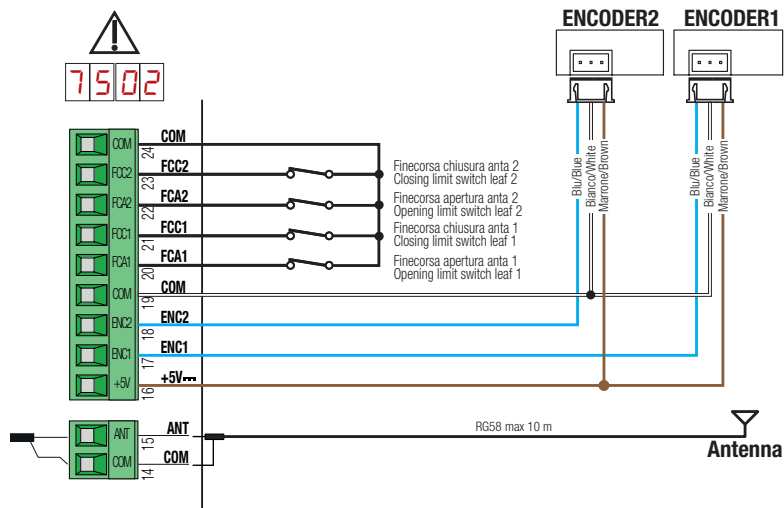 ENCODER2
ENCODER1
7502
COM
24
COM
FCC2
23
FCC2
FCA2
22
FCA2
FCC1
21
FCC1
FCA1
20
FCA1
COM
19
COM
ENC2
18
ENC2
ENC1
17
ENC1
+5V
16
+5V
Finecorsa chiusura anta 2
Closing limit switch leaf 2
Finecorsa apertura anta 2
Opening limit switch leaf 2
Finecorsa chiusura anta 1
Closing limit switch leaf 1
Finecorsa apertura anta 1
Opening limit switch leaf 1
Blu/Blue
Bianco/White
Marrone/Brown
Blu/Blue
Bianco/White
Marrone/Brown
ANT
15
ANT
COM
14
COM
RG58 max 10 m
Antenna